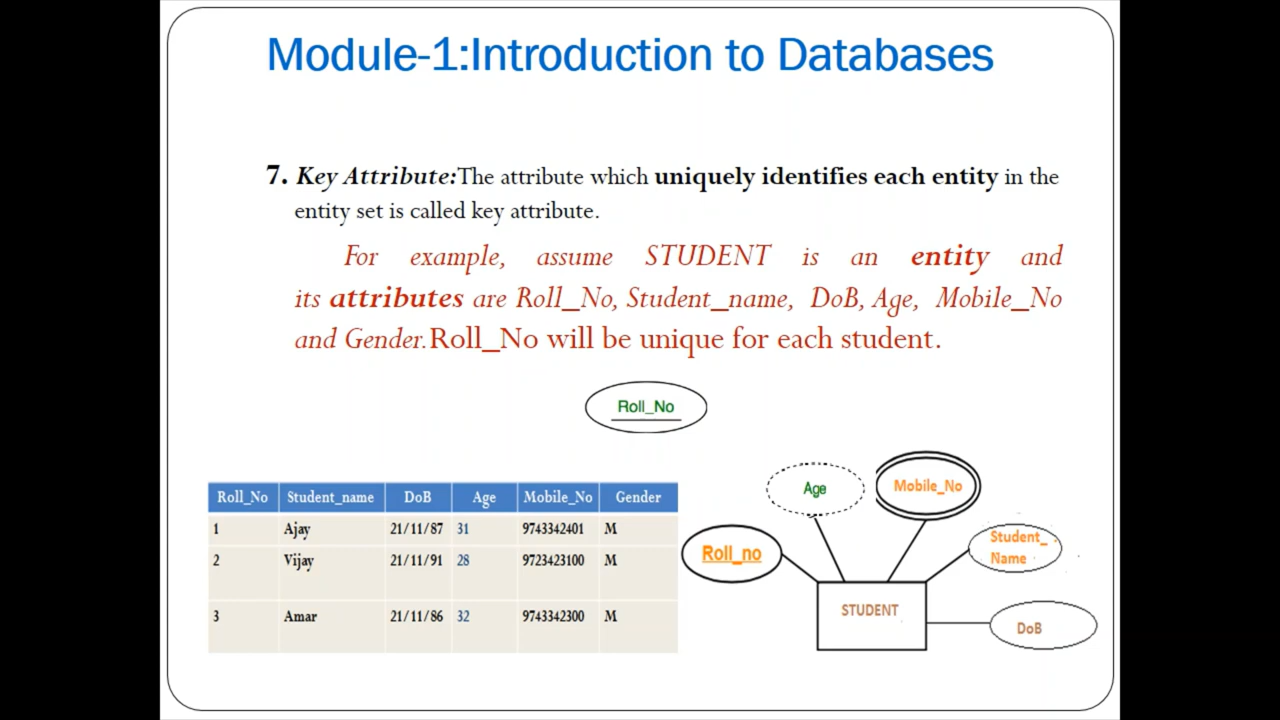 Module-1:Introduction to Databases
7. Key Attribute:The attribute which uniquely identifies each entity in the
entity set is called key attribute.
For example, assume STUDENT is an entity and
its attributes are Roll_No, Student_name, DoB, Age, Mobile_No
and Gender.Roll_No will be unique for each student.
Roll_No
Roll_No Student_name DoB Age Mobile_No Gender
1 Ajay 21/11/87 31 9743342401 M
2 Vijay 21/11/91 28 9723423100 M
3 Amar 21/11/86 32 9743342300 M
Age
Mobile_No
Roll_no
Student_
Name
STUDENT
DoB